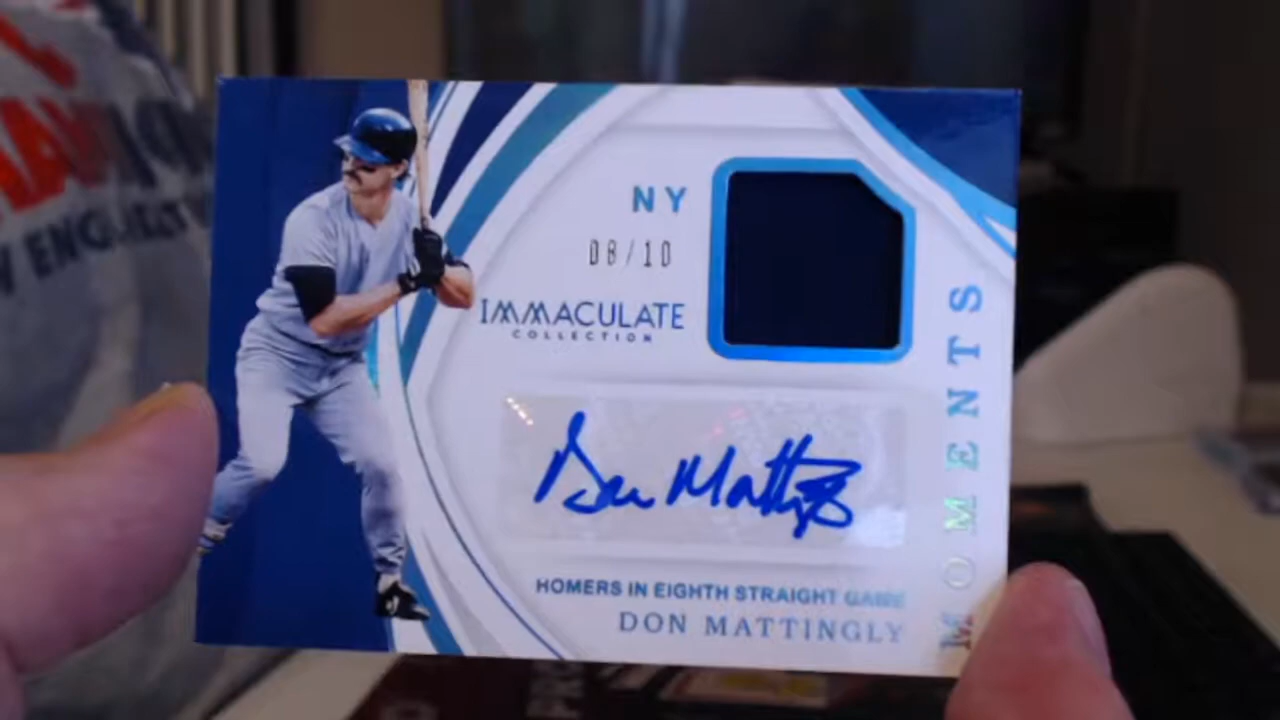 NY
08/10
IMMACULATE
COLLECTION
Don Mattingly
HOMERS IN EIGHTH STRAIGHT GAME
DON MATTINGLY
MOMENTS